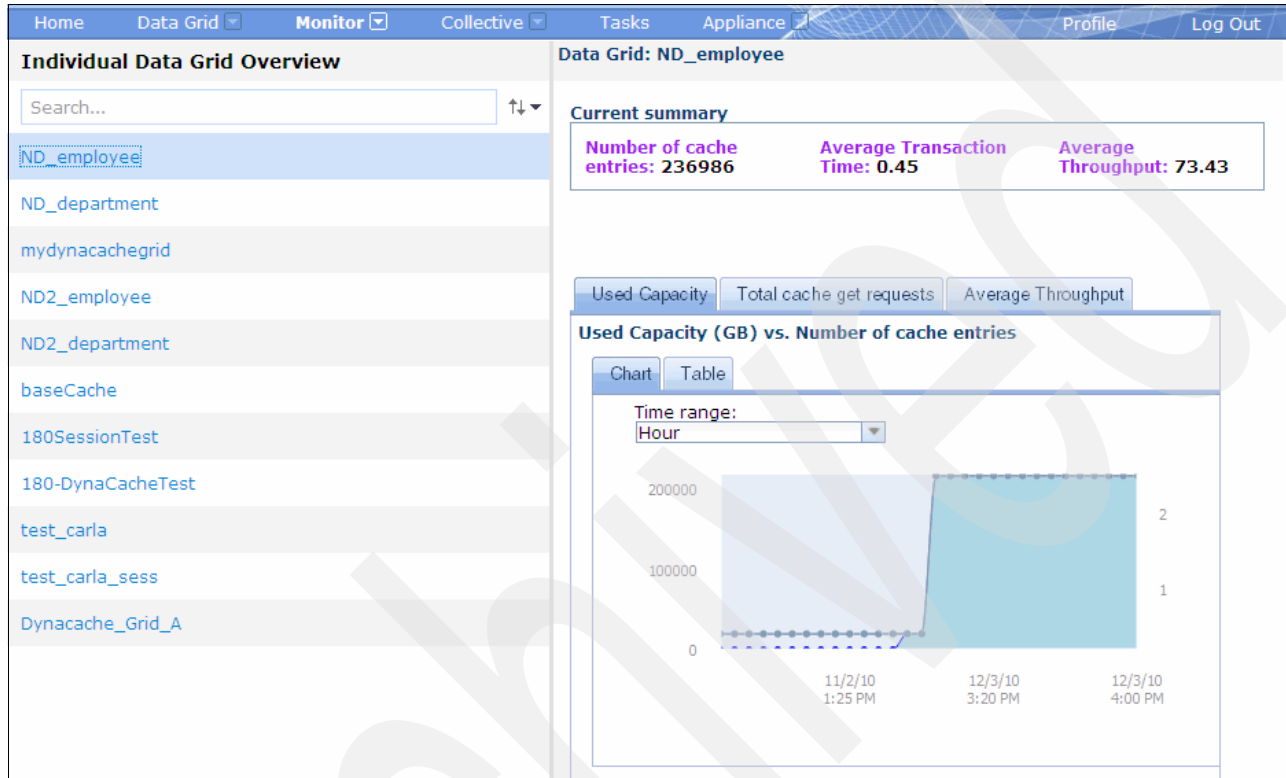 Home Data Grid Monitor Collective Tasks Appliance Profile Log Out
Individual Data Grid Overview
Search...
ND_employee
ND_department
mydynacachegrid
ND2_employee
ND2_department
baseCache
180SessionTest
180-DynaCacheTest
test_carla
test_carla_sess
Dynacache_Grid_A
Data Grid: ND_employee
Current summary
Number of cache entries: 236986
Average Transaction Time: 0.45
Average Throughput: 73.43
Used Capacity Total cache get requests Average Throughput
Used Capacity (GB) vs. Number of cache entries
Chart Table
Time range:
Hour
200000
100000
0
2
1
11/2/10 1:25 PM
12/3/10 3:20 PM
12/3/10 4:00 PM